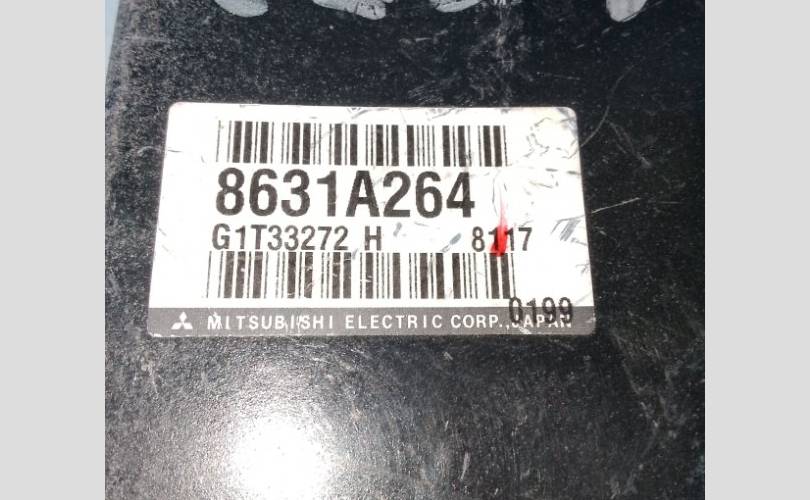 8631A264
G1T33272 H 8117
0199
MITSUBISHI ELECTRIC CORP., JAPAN